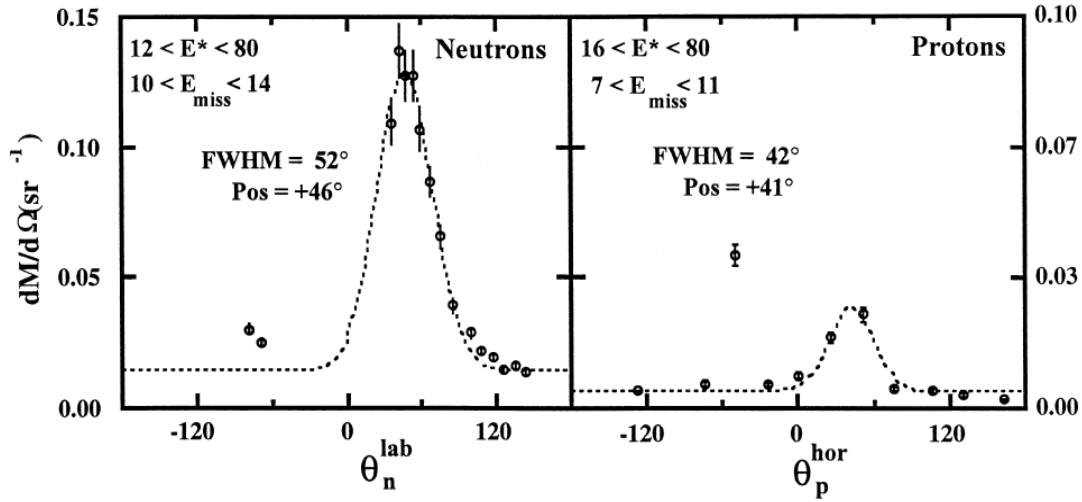 dM/dΩ(sr⁻¹)
0.15
0.10
0.05
0.00
12 < E* < 80
10 < E_miss < 14
Neutrons
FWHM = 52°
Pos = +46°
-120
0
120
θ_n^lab
16 < E* < 80
7 < E_miss < 11
Protons
FWHM = 42°
Pos = +41°
-120
0
120
θ_p^hor
0.10
0.07
0.03
0.00